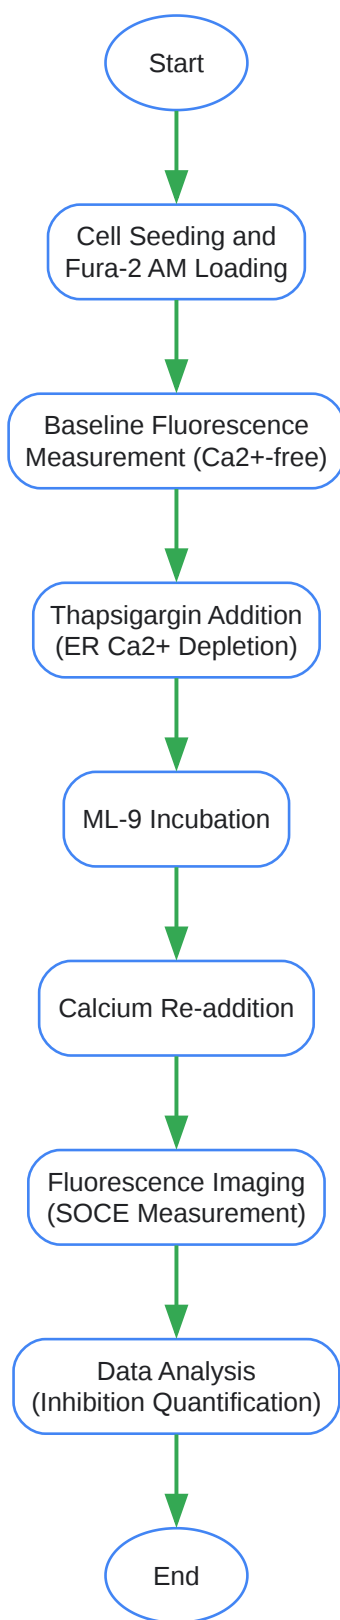 Start
Cell Seeding and
Fura-2 AM Loading
Baseline Fluorescence
Measurement (Ca2+-free)
Thapsigargin Addition
(ER Ca2+ Depletion)
ML-9 Incubation
Calcium Re-addition
Fluorescence Imaging
(SOCE Measurement)
Data Analysis
(Inhibition Quantification)
End